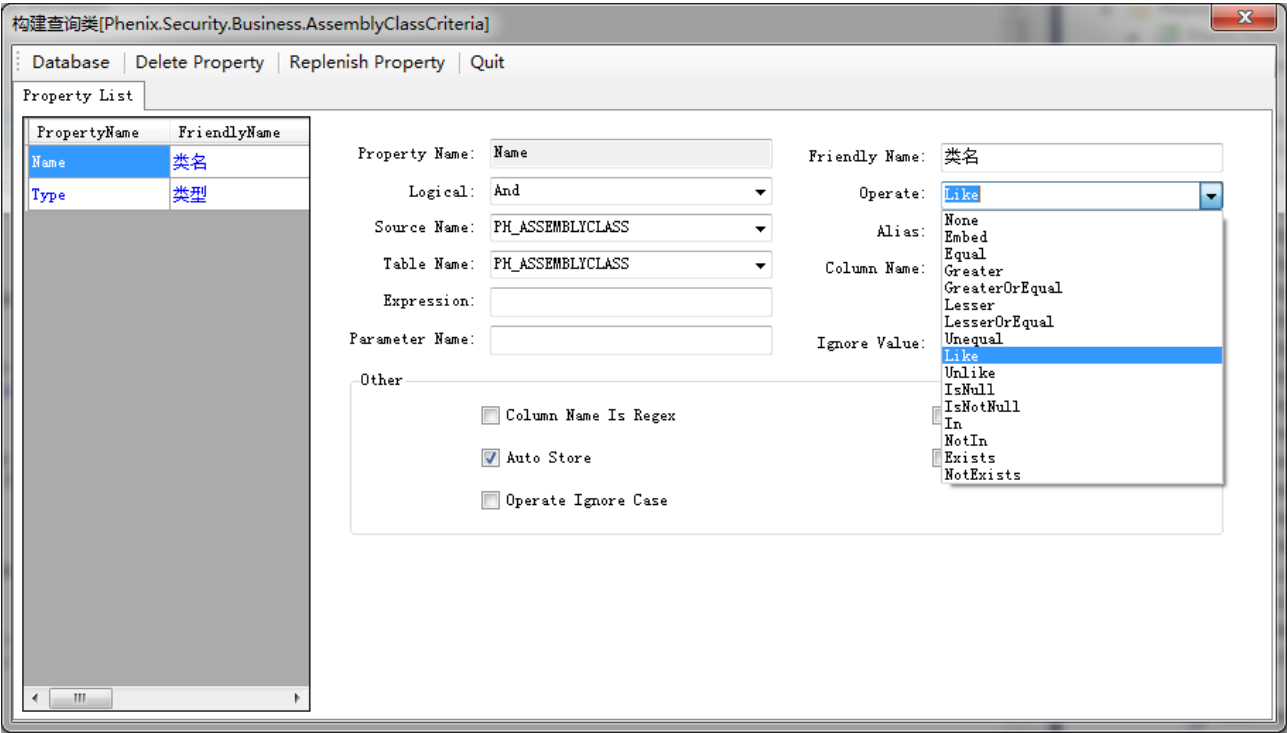 构建查询类[Phenix.Security.Business.AssemblyClassCriteria]
Database Delete Property Replenish Property Quit
Property List
PropertyName FriendlyName
Name 类名
Type 类型
Property Name: Name Friendly Name: 类名
Logical: And Operate: Like
Source Name: PH_ASSEMBLYCLASS Alias:
Table Name: PH_ASSEMBLYCLASS Column Name:
Expression:
Parameter Name: Ignore Value:
None
Embed
Equal
Greater
GreaterOrEqual
Lesser
LesserOrEqual
Unequal
Like
Unlike
IsNull
IsNotNull
In
NotIn
Exists
NotExists
Other
Column Name Is Regex
Auto Store
Operate Ignore Case